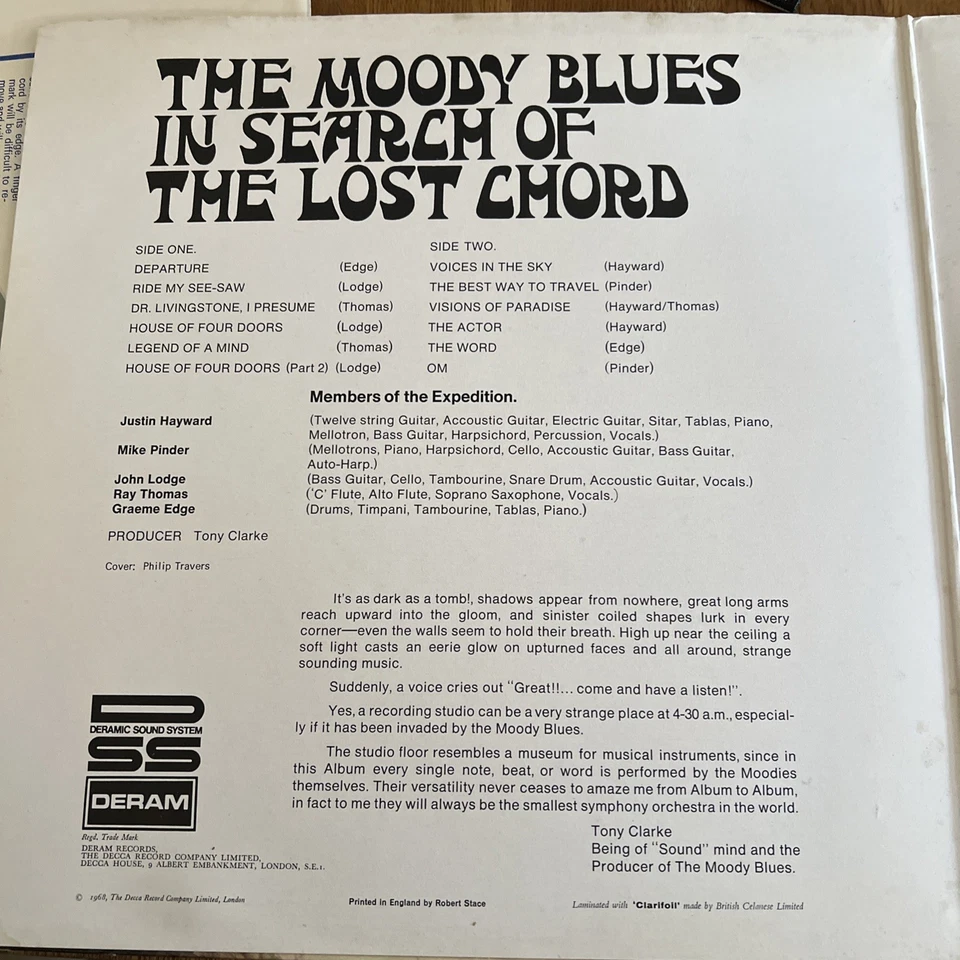 THE MOODY BLUES
IN SEARCH OF
THE LOST CHORD
SIDE ONE.
DEPARTURE (Edge)
RIDE MY SEE-SAW (Lodge)
DR. LIVINGSTONE, I PRESUME (Thomas)
HOUSE OF FOUR DOORS (Lodge)
LEGEND OF A MIND (Thomas)
HOUSE OF FOUR DOORS (Part 2) (Lodge)
SIDE TWO.
VOICES IN THE SKY (Hayward)
THE BEST WAY TO TRAVEL (Pinder)
VISIONS OF PARADISE (Hayward/Thomas)
THE ACTOR (Hayward)
THE WORD (Edge)
OM (Pinder)
Members of the Expedition.
Justin Hayward (Twelve string Guitar, Accoustic Guitar, Electric Guitar, Sitar, Tablas, Piano,
Mellotron, Bass Guitar, Harpsichord, Percussion, Vocals.)
Mike Pinder (Mellotrons, Piano, Harpsichord, Cello, Accoustic Guitar, Bass Guitar,
Auto-Harp.)
John Lodge (Bass Guitar, Cello, Tambourine, Snare Drum, Accoustic Guitar, Vocals.)
Ray Thomas ('C' Flute, Alto Flute, Soprano Saxophone, Vocals.)
Graeme Edge (Drums, Timpani, Tambourine, Tablas, Piano.)
PRODUCER Tony Clarke
Cover: Philip Travers
It's as dark as a tomb!, shadows appear from nowhere, great long arms
reach upward into the gloom, and sinister coiled shapes lurk in every
corner—even the walls seem to hold their breath. High up near the ceiling a
soft light casts an eerie glow on upturned faces and all around, strange
sounding music.
Suddenly, a voice cries out "Great!!... come and have a listen!".
Yes, a recording studio can be a very strange place at 4-30 a.m., especial-
ly if it has been invaded by the Moody Blues.
The studio floor resembles a museum for musical instruments, since in
this Album every single note, beat, or word is performed by the Moodies
themselves. Their versatility never ceases to amaze me from Album to Album,
in fact to me they will always be the smallest symphony orchestra in the world.
Tony Clarke
Being of "Sound" mind and the
Producer of The Moody Blues.
D
DERAMIC SOUND SYSTEM
SS
DERAM
Regd. Trade Mark
DERAM RECORDS,
THE DECCA RECORD COMPANY LIMITED,
DECCA HOUSE, 9 ALBERT EMBANKMENT, LONDON, S.E.1.
© 1968, The Decca Record Company Limited, London
Printed in England by Robert Stace
Laminated with 'Clarifoil' made by British Celanese Limited
cord by its edge. A finger
mark will be difficult to re-